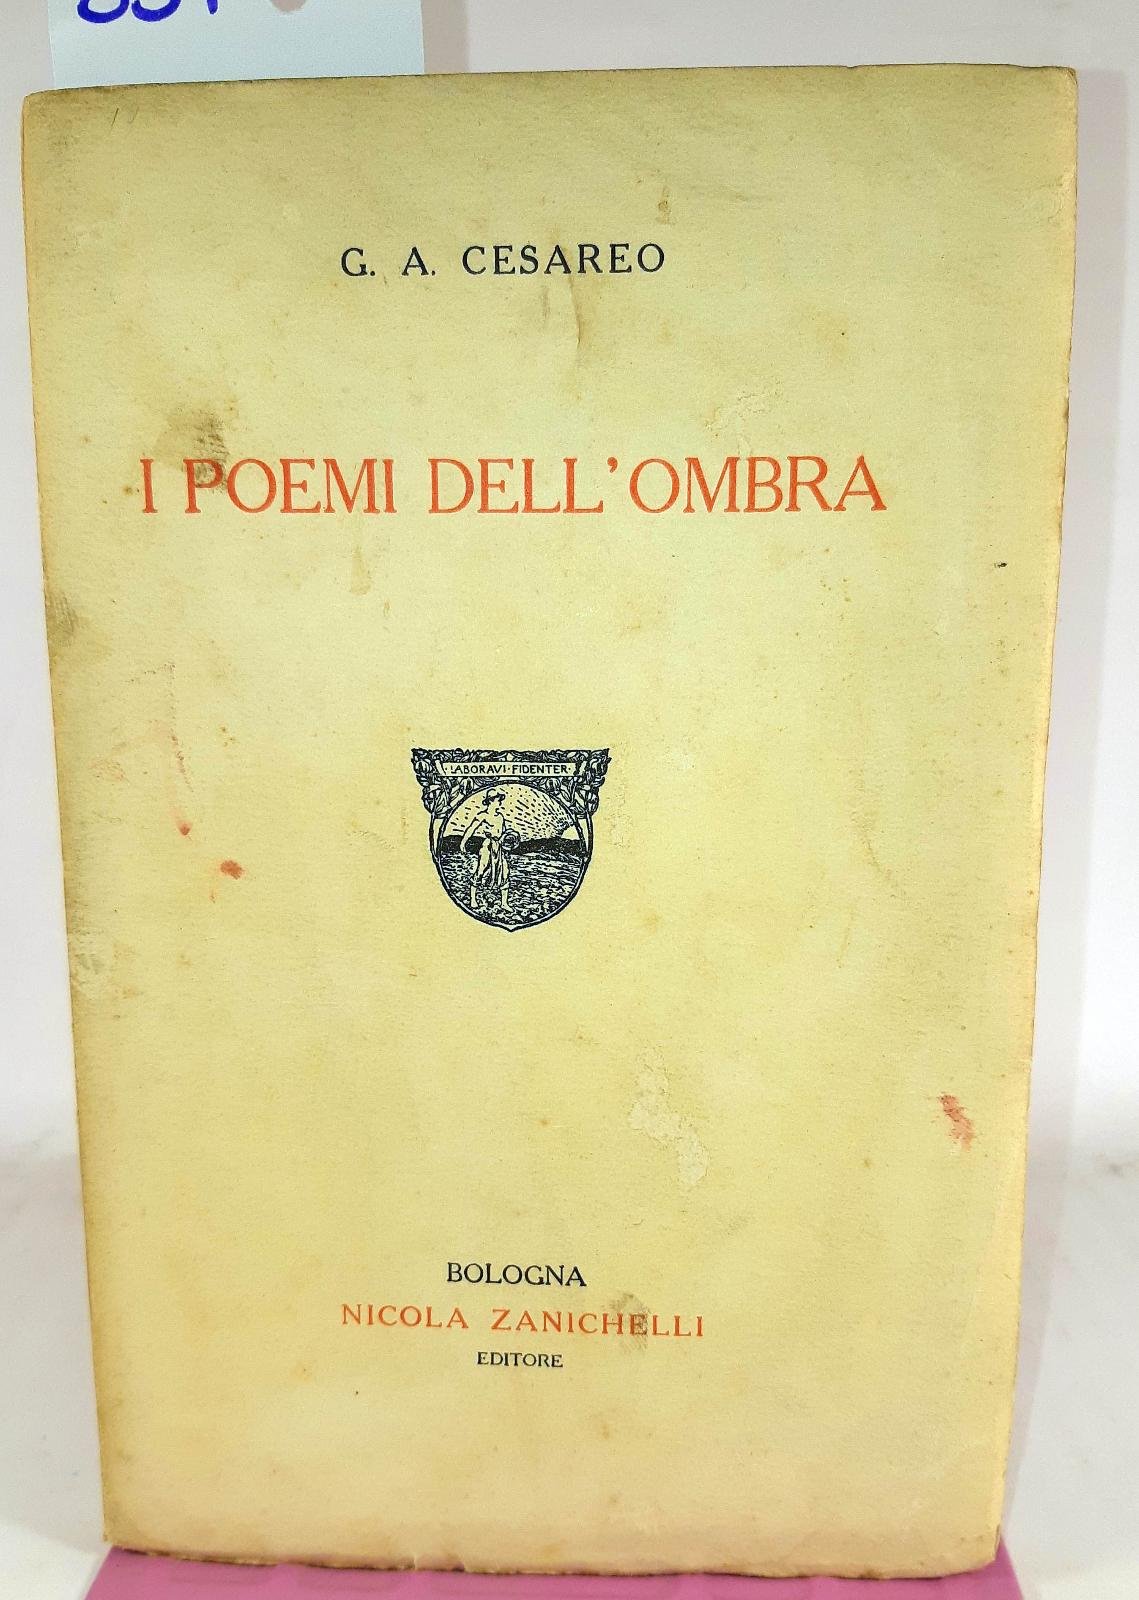 G. A. CESAREO
I POEMI DELL'OMBRA
LABORAVI · FIDENTER ·
BOLOGNA
NICOLA ZANICHELLI
EDITORE